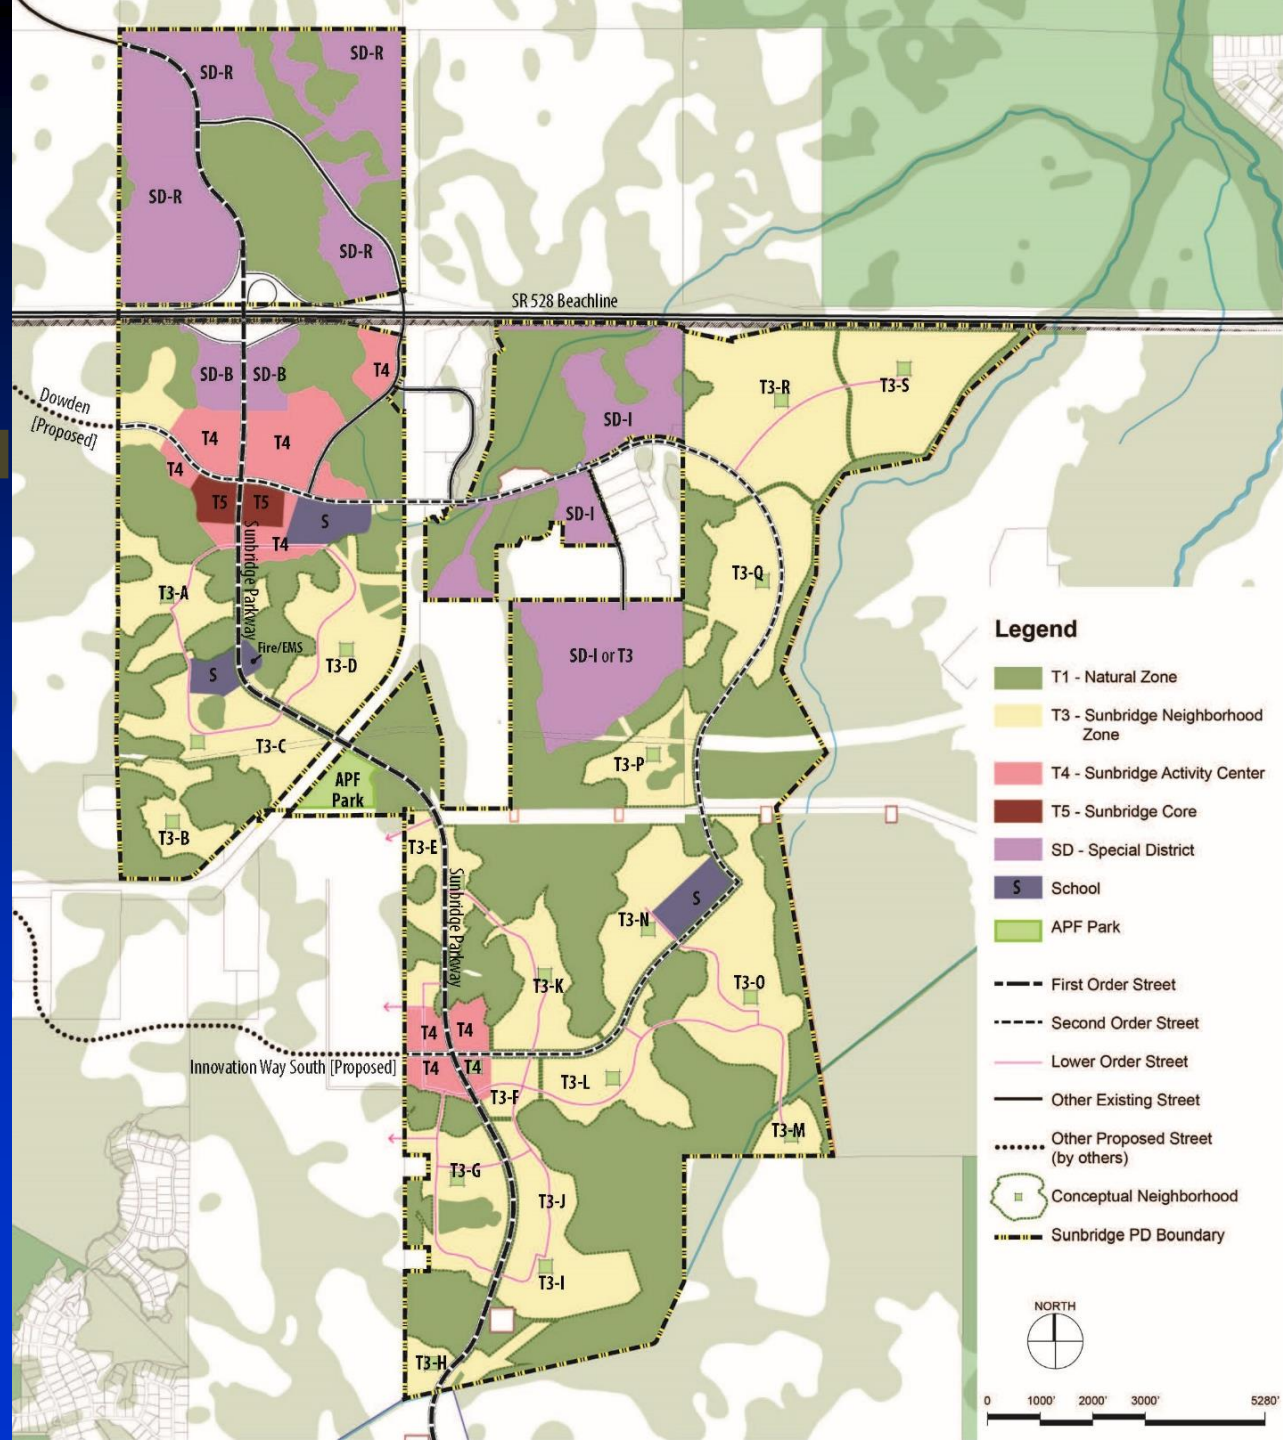 SD-R
SD-R
SD-R
SD-R
SR 528 Beachline
SD-B
SD-B
T4
T3-R
T3-S
Dowden
[Proposed]
SD-I
T4
T4
T4
T5
T5
S
SD-I
T4
Sunbridge Parkway
T3-Q
T3-A
Fire/EMS
T3-D
S
SD-I or T3
T3-C
T3-P
APF
Park
T3-B
T3-E
Sunbridge Parkway
S
T3-N
T3-K
T3-O
T4
T4
Innovation Way South [Proposed]
T4
T4
T3-L
T3-F
T3-M
T3-G
T3-J
T3-I
T3-H
Legend
T1 - Natural Zone
T3 - Sunbridge Neighborhood
Zone
T4 - Sunbridge Activity Center
T5 - Sunbridge Core
SD - Special District
S School
APF Park
First Order Street
Second Order Street
Lower Order Street
Other Existing Street
Other Proposed Street
(by others)
Conceptual Neighborhood
Sunbridge PD Boundary
NORTH
0 1000' 2000' 3000' 5280'